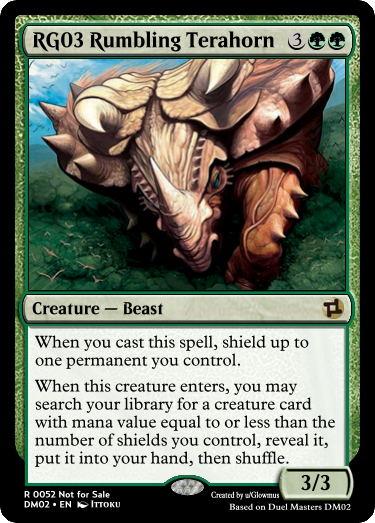 RG03 Rumbling Terahorn 3
Creature — Beast
When you cast this spell, shield up to
one permanent you control.
When this creature enters, you may
search your library for a creature card
with mana value equal to or less than the
number of shields you control, reveal it,
put it into your hand, then shuffle.
3/3
R 0052 Not for Sale
DM02 • EN Ittoku
Created by u/Glowmus
Based on Duel Masters DM02